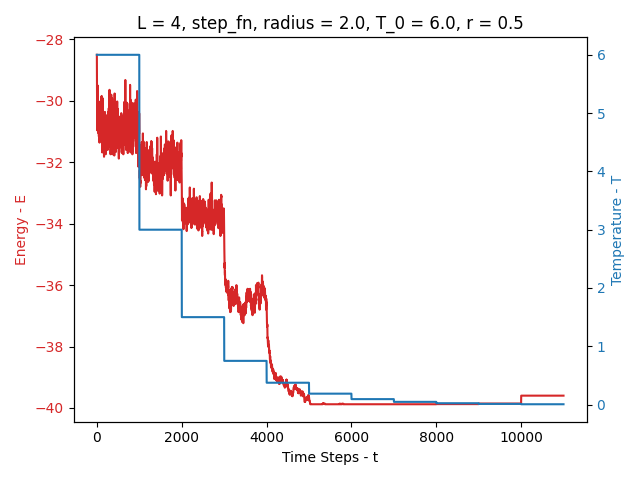 L = 4, step_fn, radius = 2.0, T_0 = 6.0, r = 0.5
−28
−30
−32
−34
−36
−38
−40
Energy - E
6
5
4
3
2
1
0
Temperature - T
0 2000 4000 6000 8000 10000
Time Steps - t